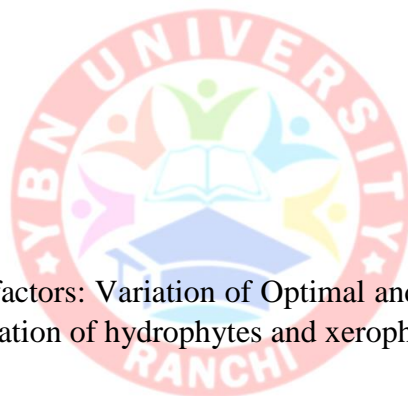 YBN UNIVERSITY
factors: Variation of Optimal and
ation of hydrophytes and xeroph
RANCHI